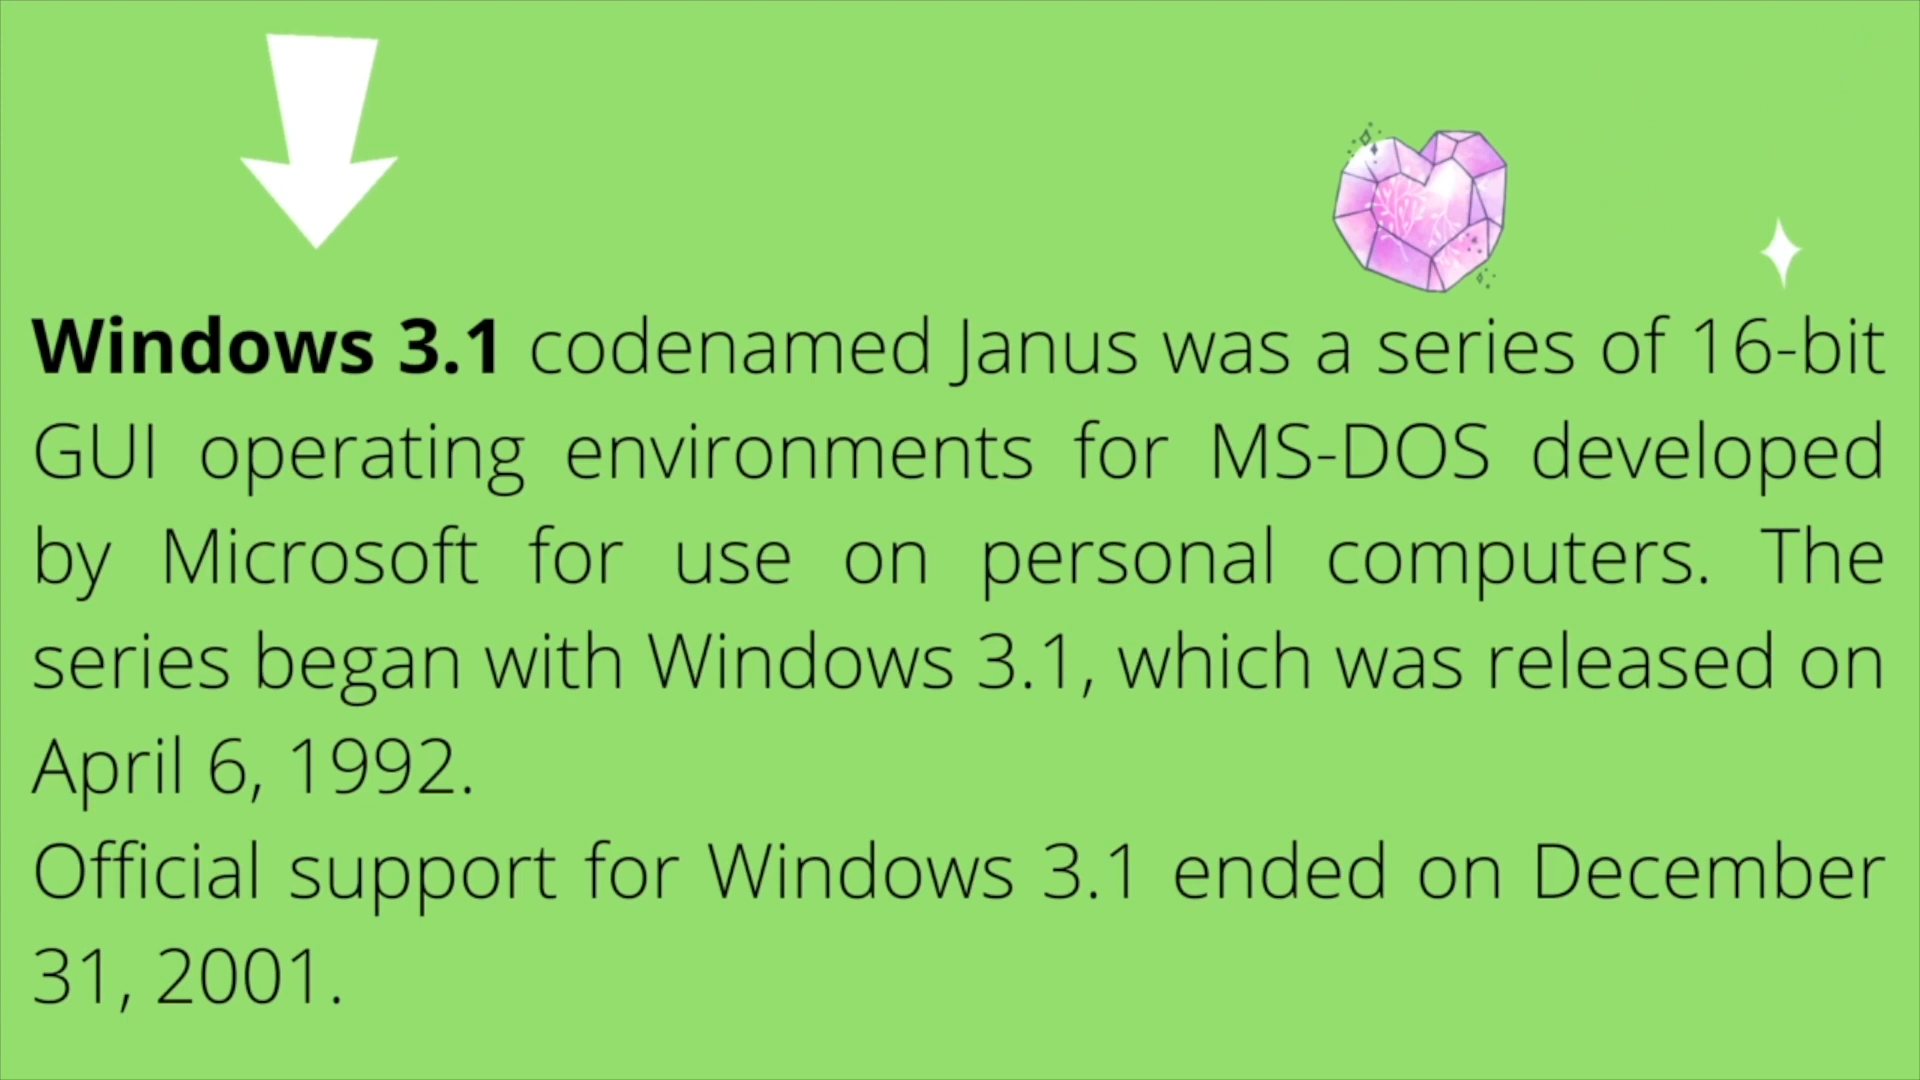 Windows 3.1 codenamed Janus was a series of 16-bit
GUI operating environments for MS-DOS developed
by Microsoft for use on personal computers. The
series began with Windows 3.1, which was released on
April 6, 1992.
Official support for Windows 3.1 ended on December
31, 2001.